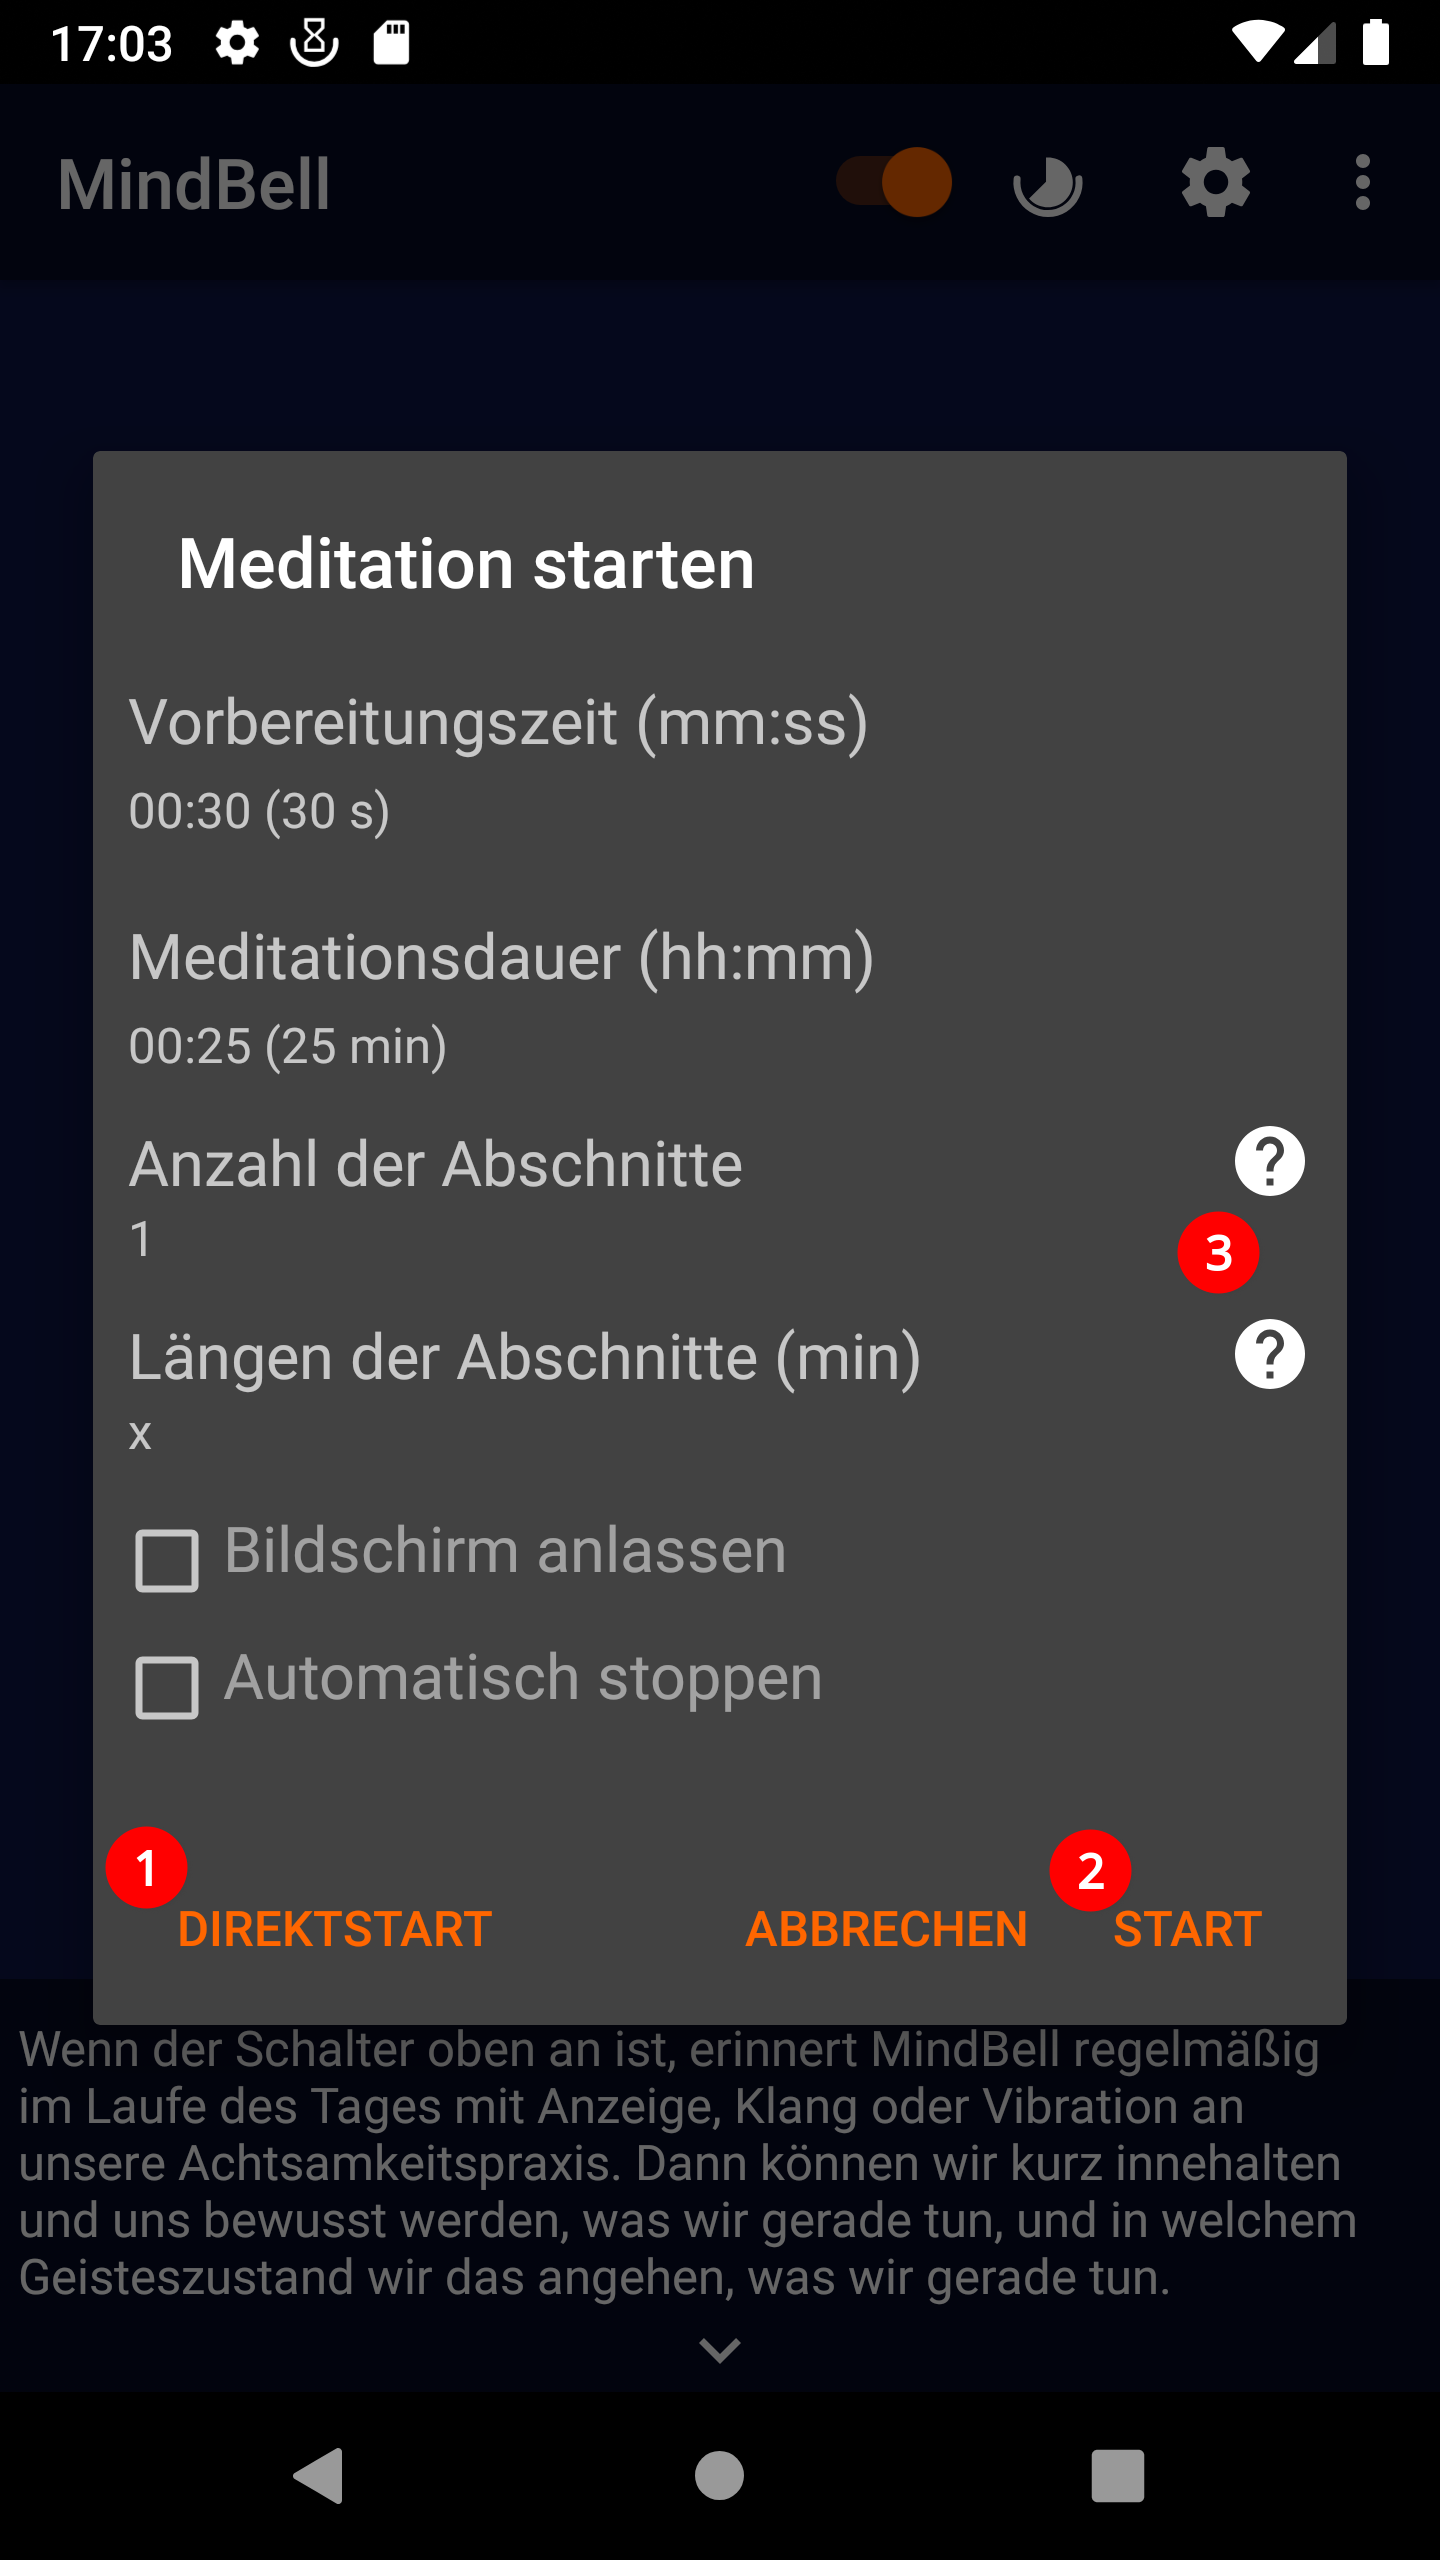 17:03
MindBell
Meditation starten
Vorbereitungszeit (mm:ss)
00:30 (30 s)
Meditationsdauer (hh:mm)
00:25 (25 min)
Anzahl der Abschnitte
?
1
3
Längen der Abschnitte (min)
?
x
Bildschirm anlassen
Automatisch stoppen
1
2
DIREKTSTART
ABBRECHEN
START
Wenn der Schalter oben an ist, erinnert MindBell regelmäßig
im Laufe des Tages mit Anzeige, Klang oder Vibration an
unsere Achtsamkeitspraxis. Dann können wir kurz innehalten
und uns bewusst werden, was wir gerade tun, und in welchem
Geisteszustand wir das angehen, was wir gerade tun.